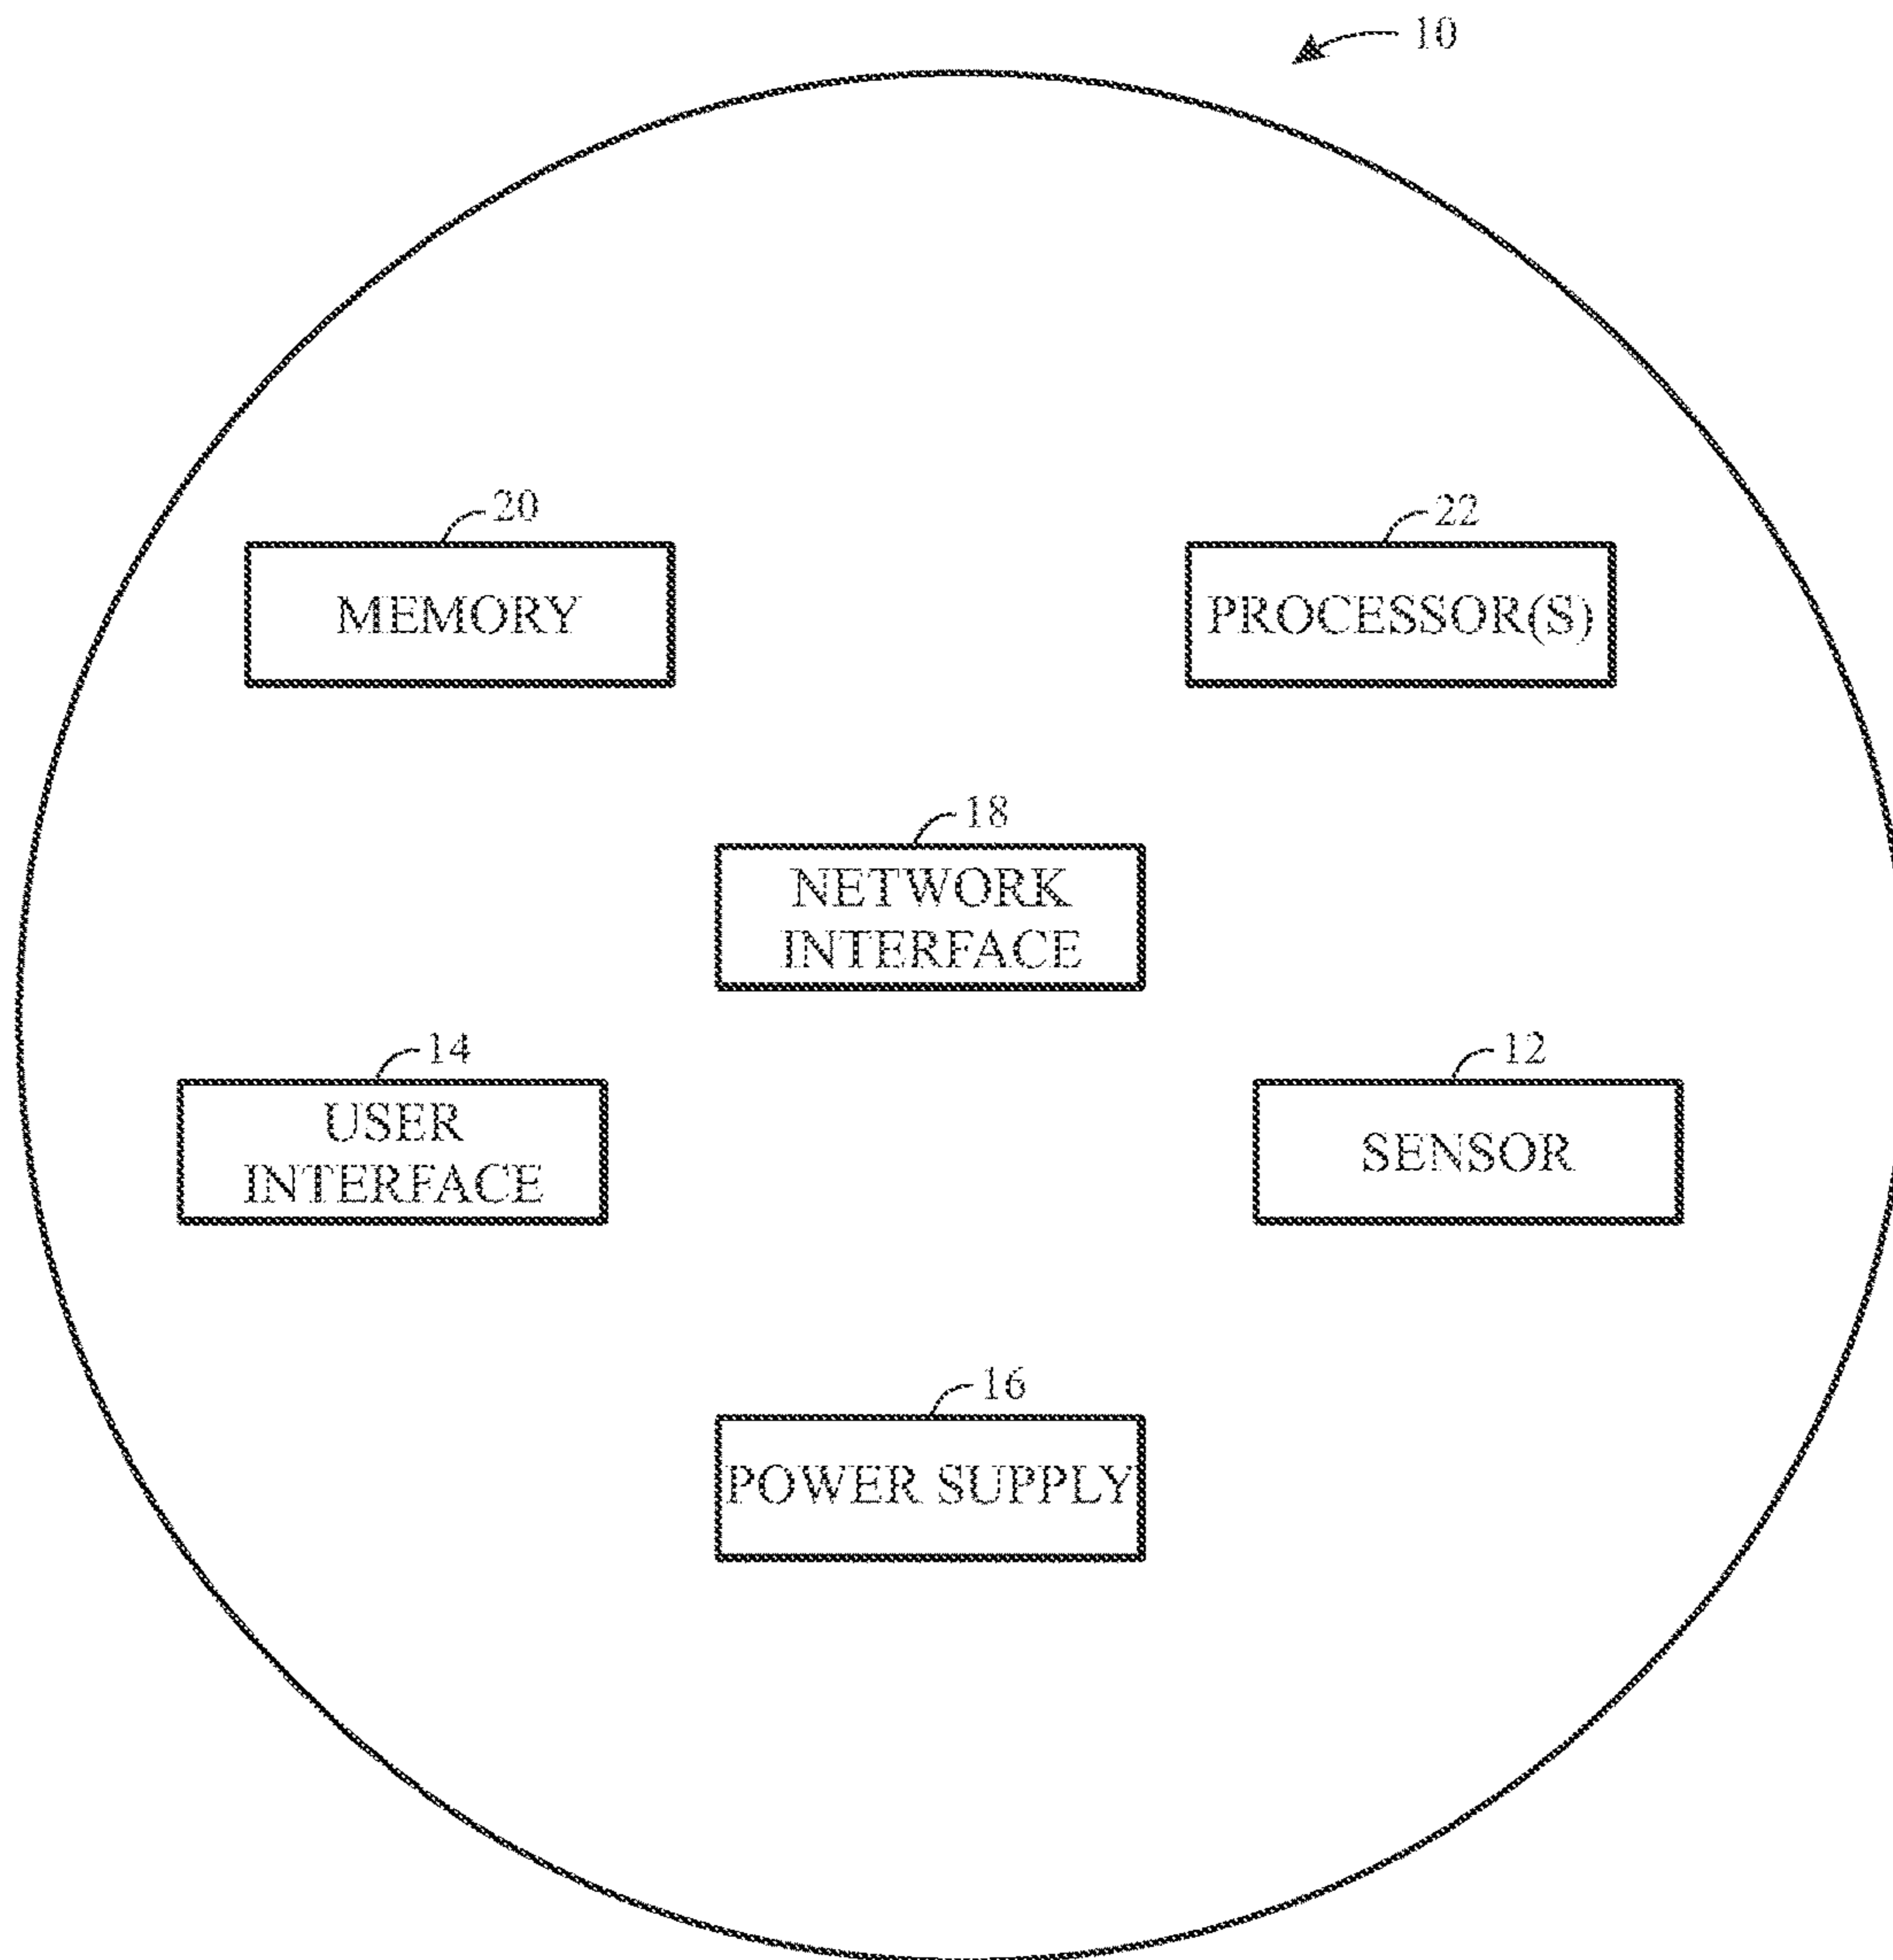 10
20
MEMORY
22
PROCESSOR(S)
18
NETWORK
INTERFACE
14
USER
INTERFACE
12
SENSOR
16
POWER SUPPLY